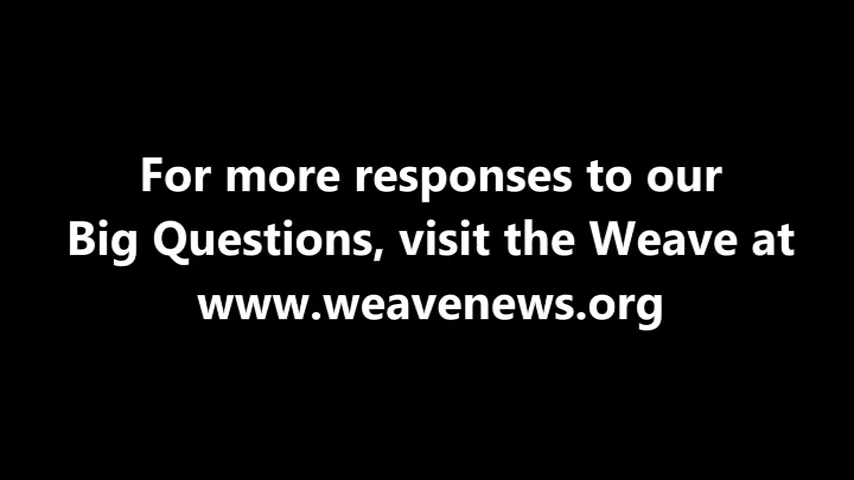 For more responses to our
Big Questions, visit the Weave at
www.weavenews.org